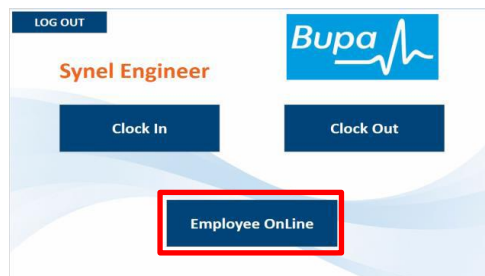 LOG OUT
Bupa
Synel Engineer
Clock In
Clock Out
Employee OnLine